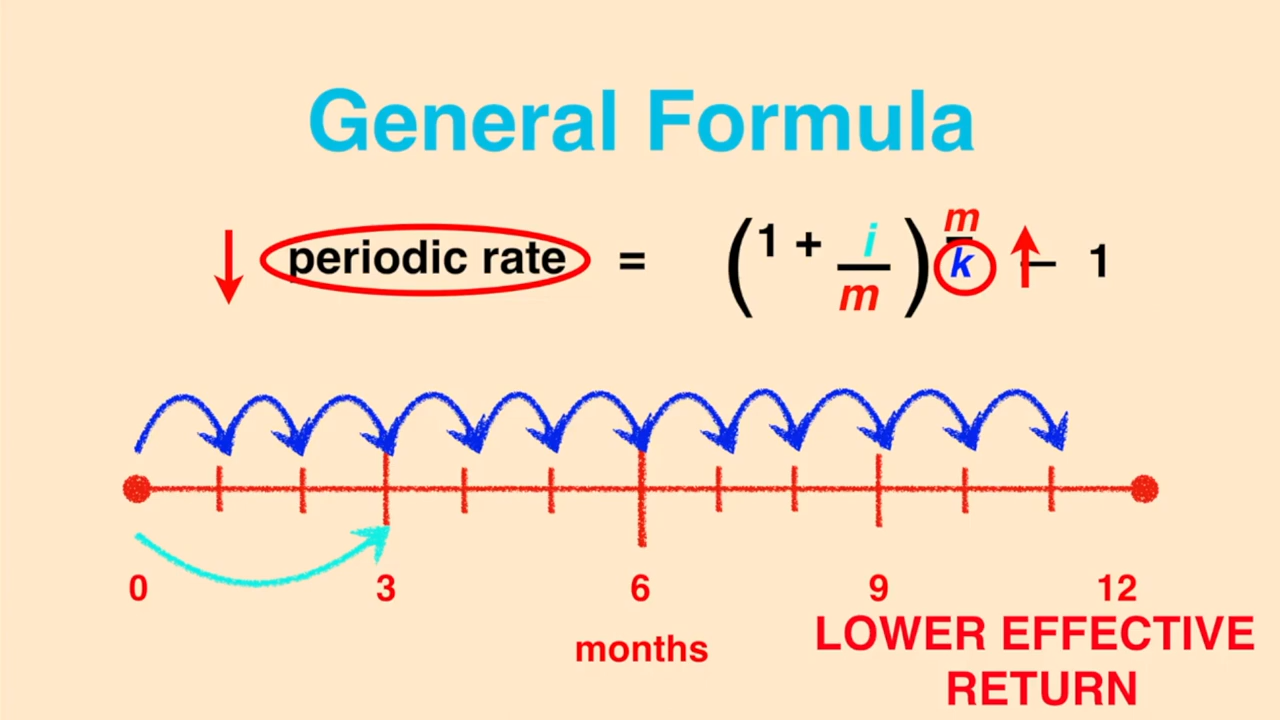 General Formula
periodic rate = (1 + i/m)^m/k − 1
0 3 6 9 12
months
LOWER EFFECTIVE
RETURN